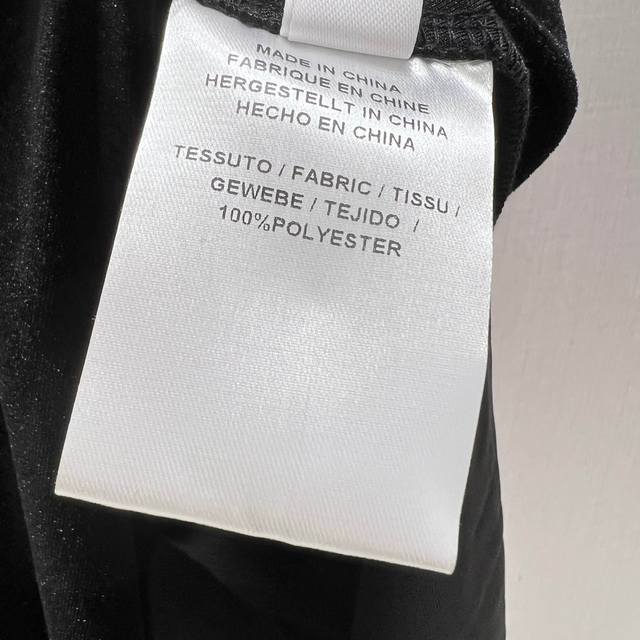 MADE IN CHINA
FABRIQUE EN CHINE
HERGESTELLT IN CHINA
HECHO EN CHINA
TESSUTO / FABRIC / TISSU /
GEWEBE / TEJIDO /
100%POLYESTER